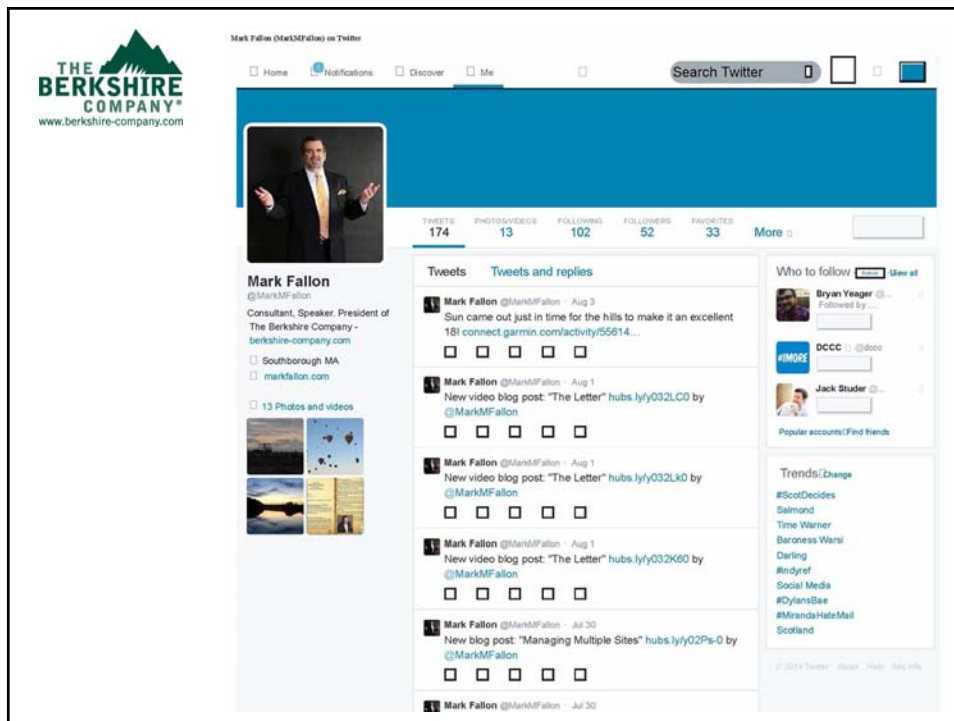 THE
BERKSHIRE
COMPANY®
www.berkshire-company.com
Mark Fallon (MarkMFallon) on Twitter
Home Notifications Discover Me
Search Twitter
TWEETS PHOTOS/VIDEOS FOLLOWING FOLLOWERS FAVORITES
174 13 102 52 33 More
Mark Fallon
@MarkMFallon
Consultant, Speaker. President of
The Berkshire Company -
berkshire-company.com
Southborough MA
markfallon.com
13 Photos and videos
Tweets Tweets and replies
Mark Fallon @MarkMFallon · Aug 3
Sun came out just in time for the hills to make it an excellent
18! connect.garmin.com/activity/55614…
Mark Fallon @MarkMFallon · Aug 1
New video blog post: "The Letter" hubs.ly/y032LC0 by
@MarkMFallon
Mark Fallon @MarkMFallon · Aug 1
New video blog post: "The Letter" hubs.ly/y032Lk0 by
@MarkMFallon
Mark Fallon @MarkMFallon · Aug 1
New video blog post: "The Letter" hubs.ly/y032K60 by
@MarkMFallon
Mark Fallon @MarkMFallon · Jul 30
New blog post: "Managing Multiple Sites" hubs.ly/y02Ps-0 by
@MarkMFallon
Mark Fallon @MarkMFallon · Jul 30
Who to follow · View all
Bryan Yeager @...
Followed by ...
#IMORE
DCCC @dccc
Jack Studer @...
Popular accounts Find friends
Trends Change
#ScotDecides
Salmond
Time Warner
Baroness Warsi
Darling
#indyref
Social Media
#DylansBae
#MirandaHateMail
Scotland
© 2014 Twitter About Help Ads info